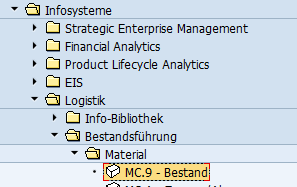 Infosysteme
Strategic Enterprise Management
Financial Analytics
Product Lifecycle Analytics
EIS
Logistik
Info-Bibliothek
Bestandsführung
Material
MC.9 - Bestand